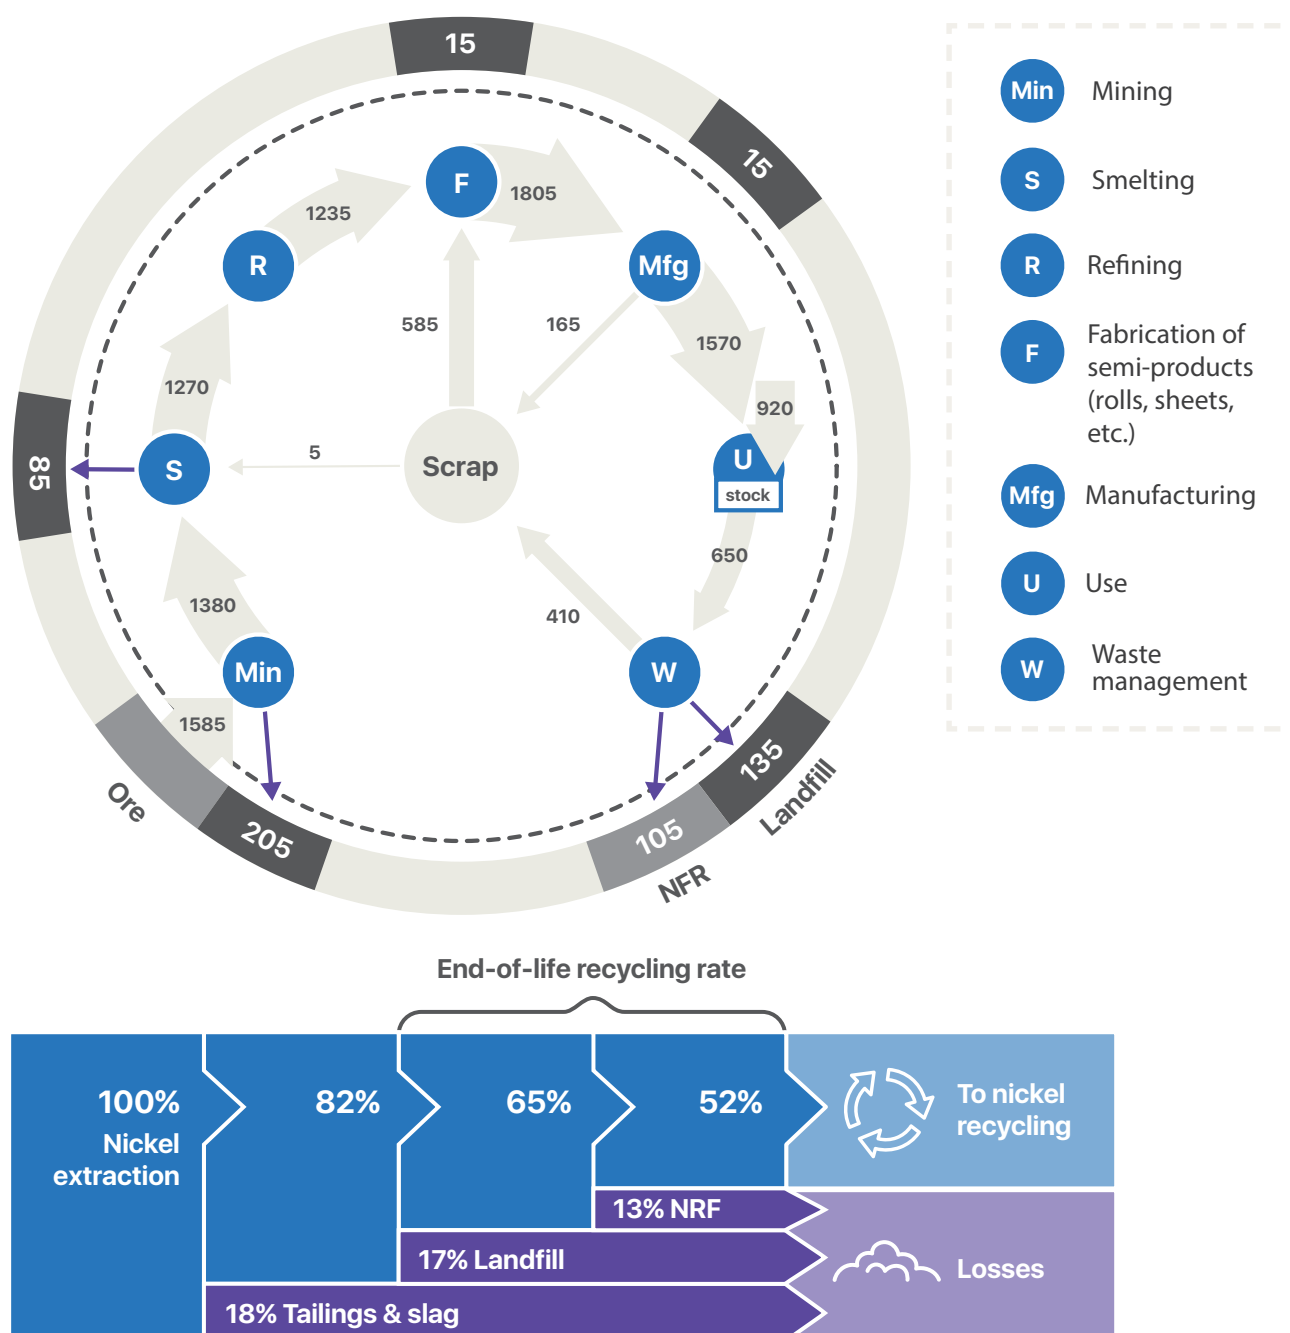 15
15
F
1805
1235
R
Mfg
585
165
1570
1270
920
85
S
5
Scrap
U
stock
650
1380
410
Min
W
1585
Ore
205
105
NFR
135
Landfill
Min
Mining
S
Smelting
R
Refining
F
Fabrication of
semi-products
(rolls, sheets,
etc.)
Mfg
Manufacturing
U
Use
W
Waste
management
End-of-life recycling rate
100%
Nickel
extraction
82%
65%
52%
To nickel
recycling
13% NRF
17% Landfill
Losses
18% Tailings & slag